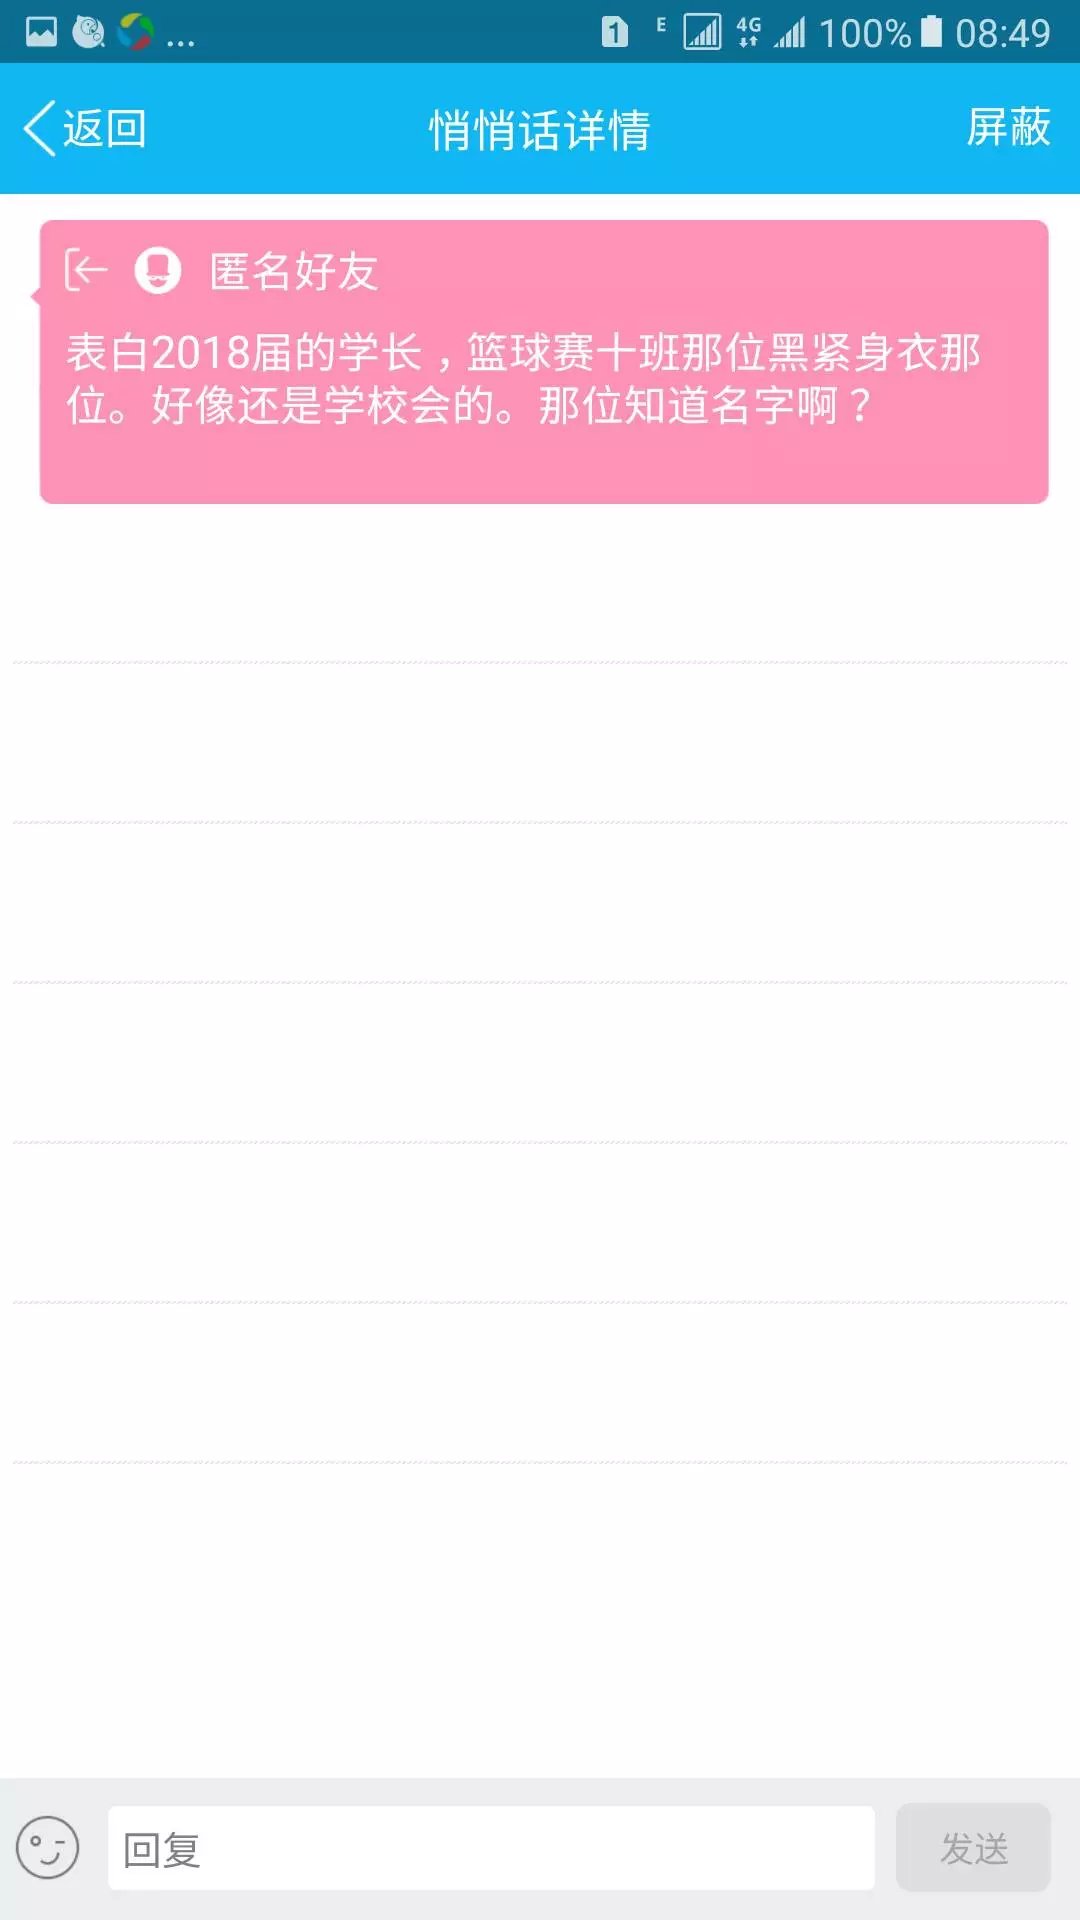 ... 1 E 4G 100% 08:49
返回 悄悄话详情 屏蔽
匿名好友
表白2018届的学长，篮球赛十班那位黑紧身衣那
位。好像还是学校会的。那位知道名字啊？
回复 发送